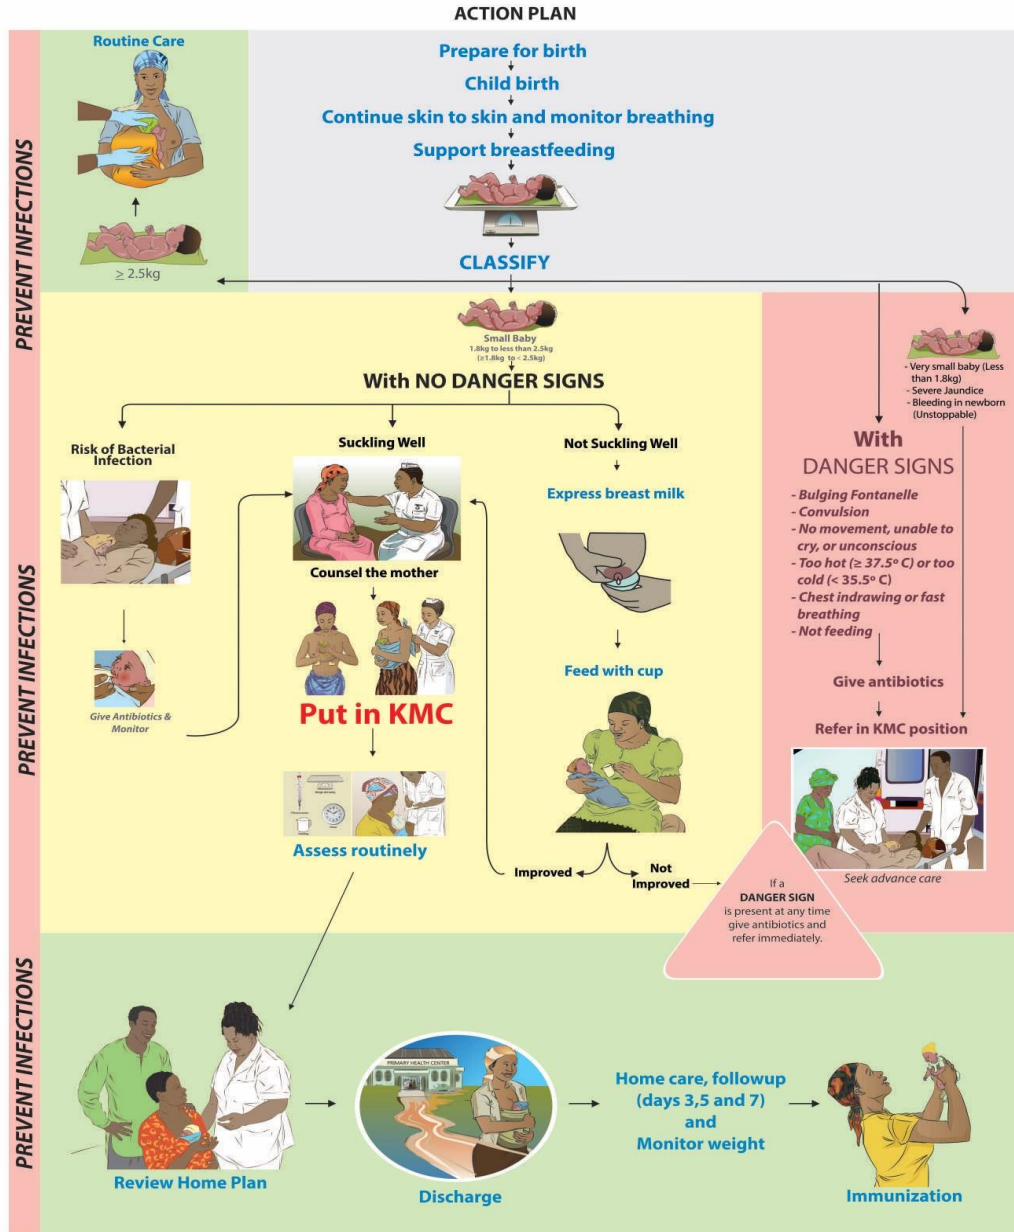 ACTION PLAN
PREVENT INFECTIONS
Routine Care
≥ 2.5kg
Prepare for birth
Child birth
Continue skin to skin and monitor breathing
Support breastfeeding
CLASSIFY
PREVENT INFECTIONS
Small Baby
1.8kg to less than 2.5kg
(≥1.8kg to < 2.5kg)
With NO DANGER SIGNS
Risk of Bacterial
Infection
Give Antibiotics &
Monitor
Suckling Well
Counsel the mother
Put in KMC
Assess routinely
Not Suckling Well
Express breast milk
Feed with cup
Improved
Not
Improved
- Very small baby (Less
than 1.8kg)
- Severe Jaundice
- Bleeding in newborn
(Unstoppable)
With
DANGER SIGNS
- Bulging Fontanelle
- Convulsion
- No movement, unable to
cry, or unconscious
- Too hot (≥ 37.5º C) or too
cold (< 35.5º C)
- Chest indrawing or fast
breathing
- Not feeding
Give antibiotics
Refer in KMC position
Seek advance care
If a
DANGER SIGN
is present at any time
give antibiotics and
refer immediately.
PREVENT INFECTIONS
Review Home Plan
PRIMARY HEALTH CENTER
Discharge
Home care, followup
(days 3,5 and 7)
and
Monitor weight
Immunization